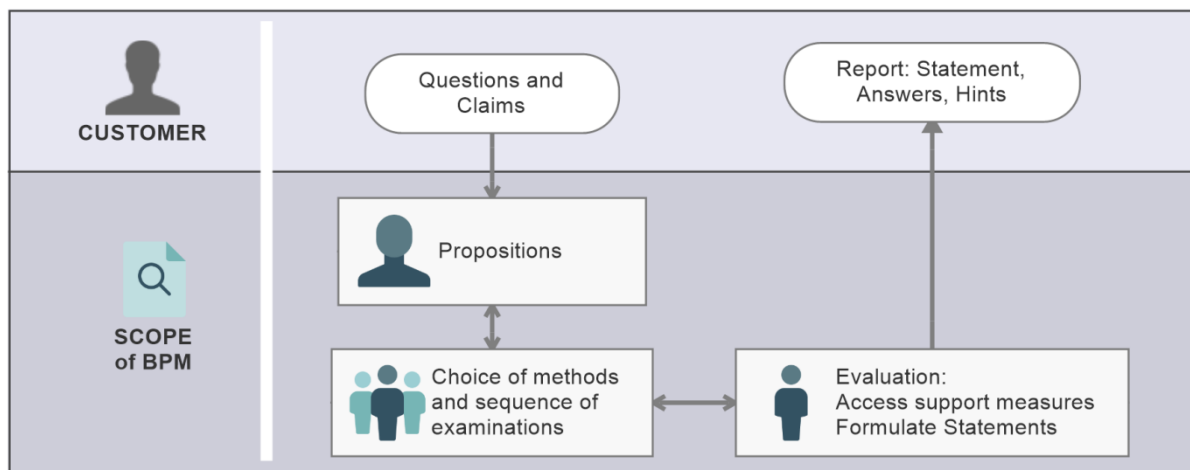 CUSTOMER
Questions and
Claims
Report: Statement,
Answers, Hints
SCOPE
of BPM
Propositions
Choice of methods
and sequence of
examinations
Evaluation:
Access support measures
Formulate Statements